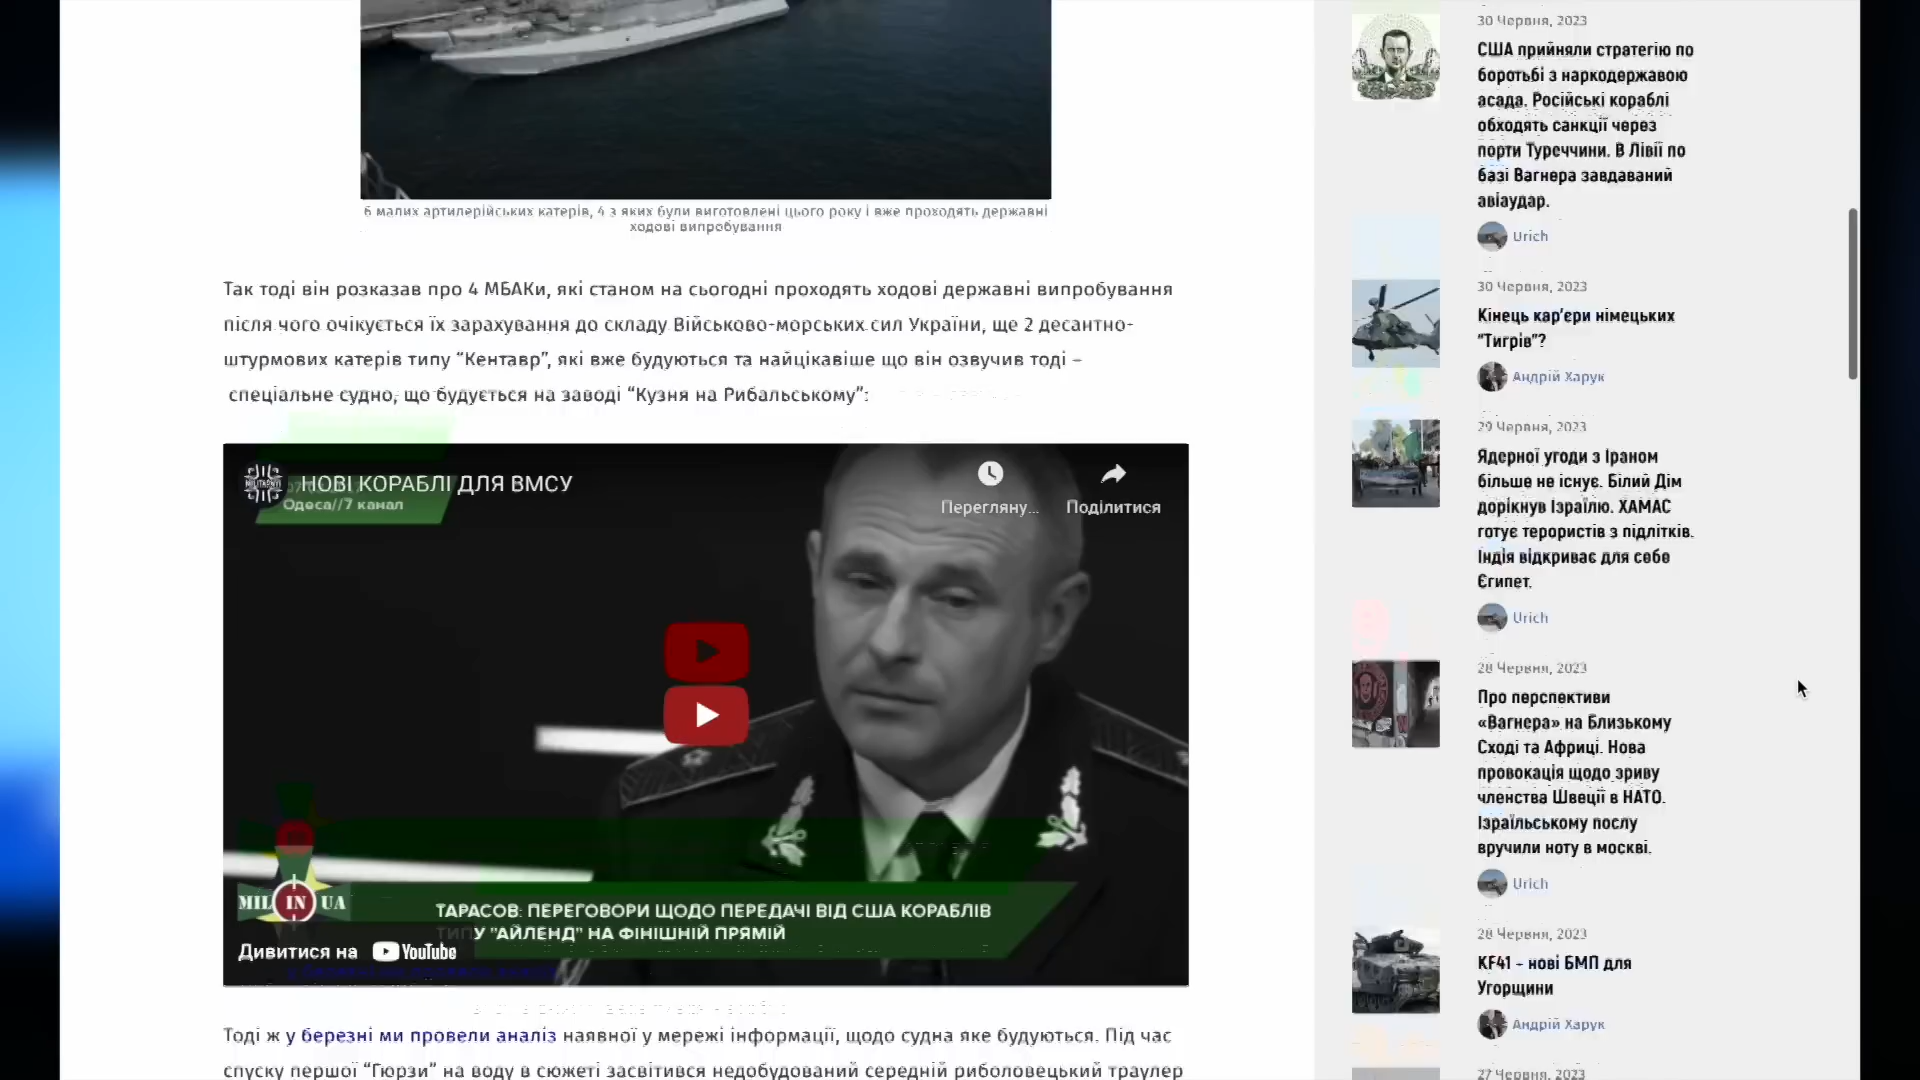 6 малих артилерійських катерів, 4 з яких були виготовлені цього року і вже проходять державні
ходові випробування
Так тоді він розказав про 4 МБАКи, які станом на сьогодні проходять ходові державні випробування
після чого очікується їх зарахування до складу Військово-морських сил України, ще 2 десантно-
штурмових катерів типу “Кентавр”, які вже будуються та найцікавіше що він озвучив тоді –
спеціальне судно, що будується на заводі “Кузня на Рибальському”:
НОВІ КОРАБЛІ ДЛЯ ВМСУ
Одеса//7 канал
Перегляну...
Поділитися
MIL IN UA
ТАРАСОВ: ПЕРЕГОВОРИ ЩОДО ПЕРЕДАЧІ ВІД США КОРАБЛІВ
ТИПУ "АЙЛЕНД" НА ФІНІШНІЙ ПРЯМІЙ
Дивитися на YouTube
Тоді ж у березні ми провели аналіз наявної у мережі інформації, щодо судна яке будуються. Під час
спуску першої “Гюрзи” на воду в сюжеті засвітився недобудований середній риболовецький траулер
30 Червня, 2023
США прийняли стратегію по
боротьбі з наркодержавою
асада. Російські кораблі
обходять санкції через
порти Туреччини. В Лівії по
базі Вагнера завдаваний
авіаудар.
Urich
30 Червня, 2023
Кінець кар’єри німецьких
“Тигрів”?
Андрій Харук
29 Червня, 2023
Ядерної угоди з Іраном
більше не існує. Білий Дім
дорікнув Ізраїлю. ХАМАС
готує терористів з підлітків.
Індія відкриває для себе
Єгипет.
Urich
28 Червня, 2023
Про перспективи
«Вагнера» на Близькому
Сході та Африці. Нова
провокація щодо зриву
членства Швеції в НАТО.
Ізраїльському послу
вручили ноту в москві.
Urich
28 Червня, 2023
KF41 – нові БМП для
Угорщини
Андрій Харук
27 Червня, 2023